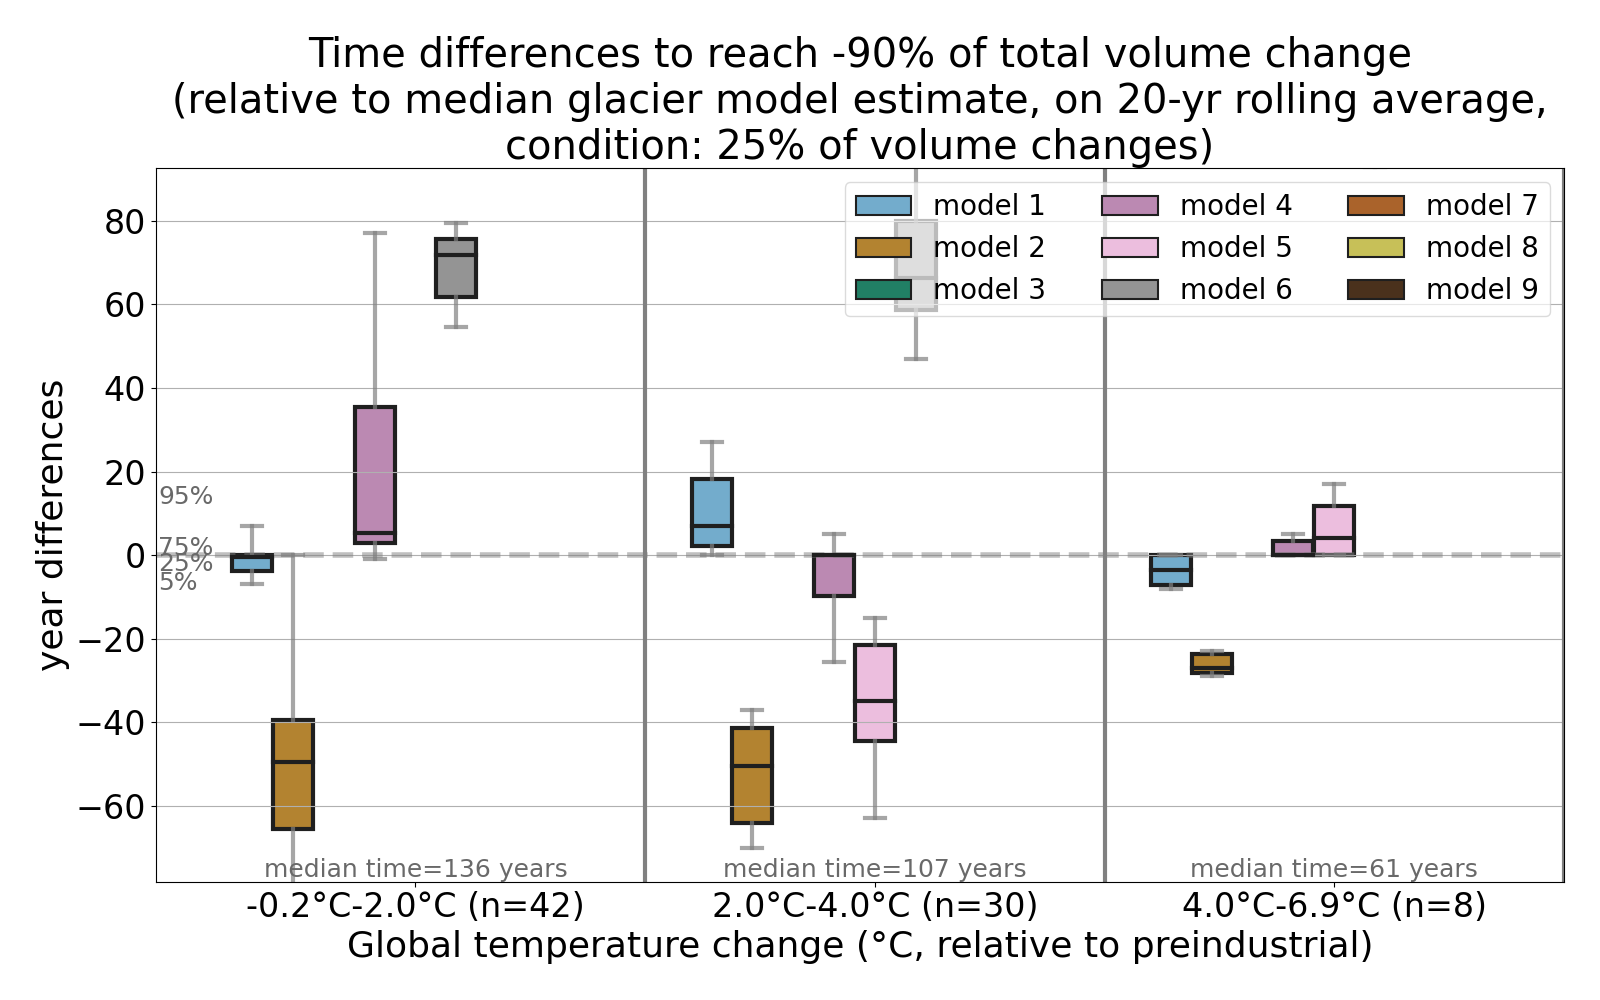 Time differences to reach -90% of total volume change
(relative to median glacier model estimate, on 20-yr rolling average,
condition: 25% of volume changes)
model 1
model 2
model 3
model 4
model 5
model 6
model 7
model 8
model 9
year differences
80
60
40
20
0
−20
−40
−60
95%
75%
25%
5%
median time=136 years
median time=107 years
median time=61 years
-0.2°C-2.0°C (n=42)
2.0°C-4.0°C (n=30)
4.0°C-6.9°C (n=8)
Global temperature change (°C, relative to preindustrial)